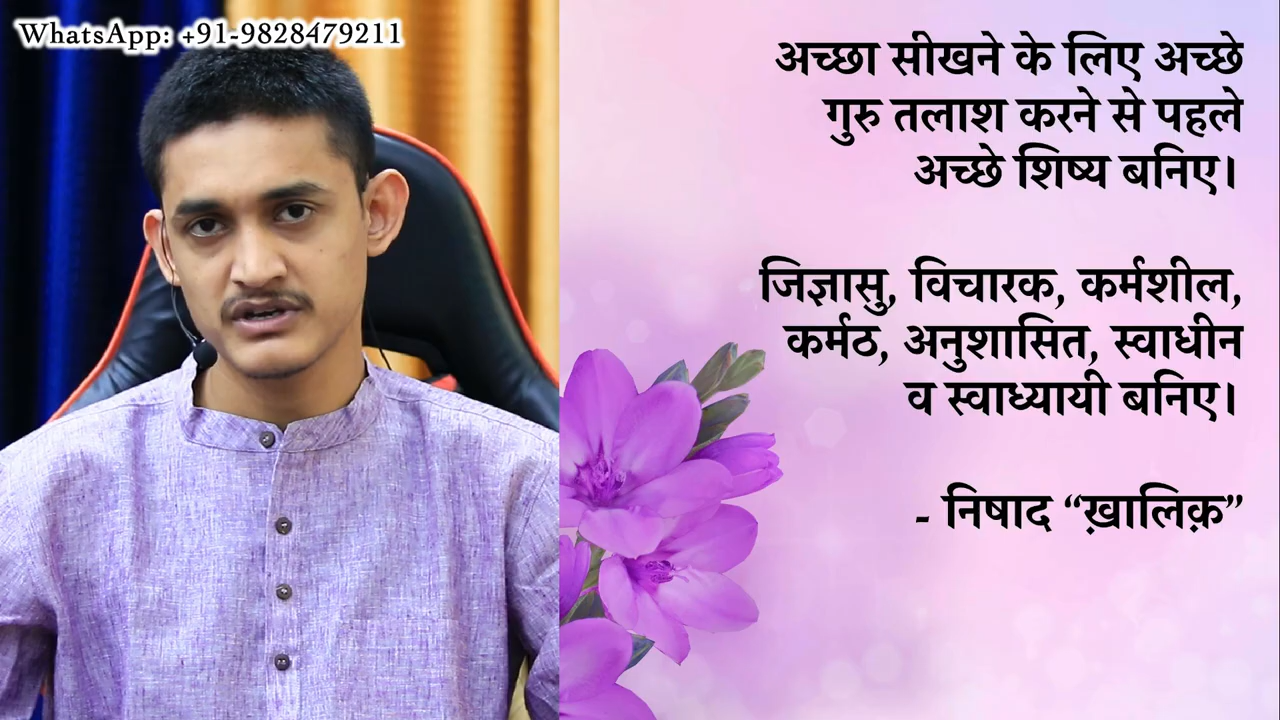 WhatsApp: +91-9828479211
अच्छा सीखने के लिए अच्छे
गुरु तलाश करने से पहले
अच्छे शिष्य बनिए।
जिज्ञासु, विचारक, कर्मशील,
कर्मठ, अनुशासित, स्वाधीन
व स्वाध्यायी बनिए।
- निषाद “ख़ालिक़”